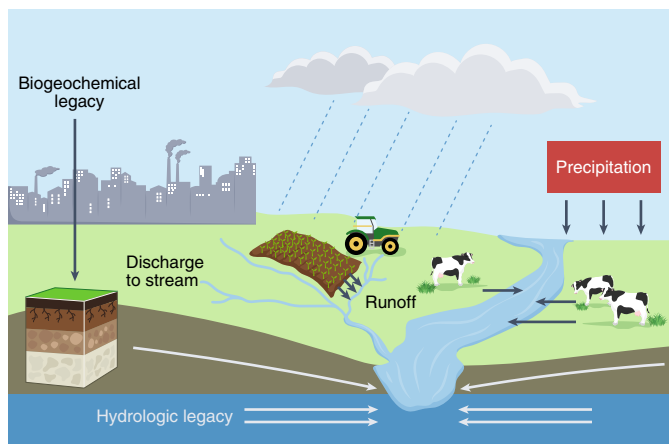 Biogeochemical
legacy
Precipitation
Discharge
to stream
Runoff
Hydrologic legacy